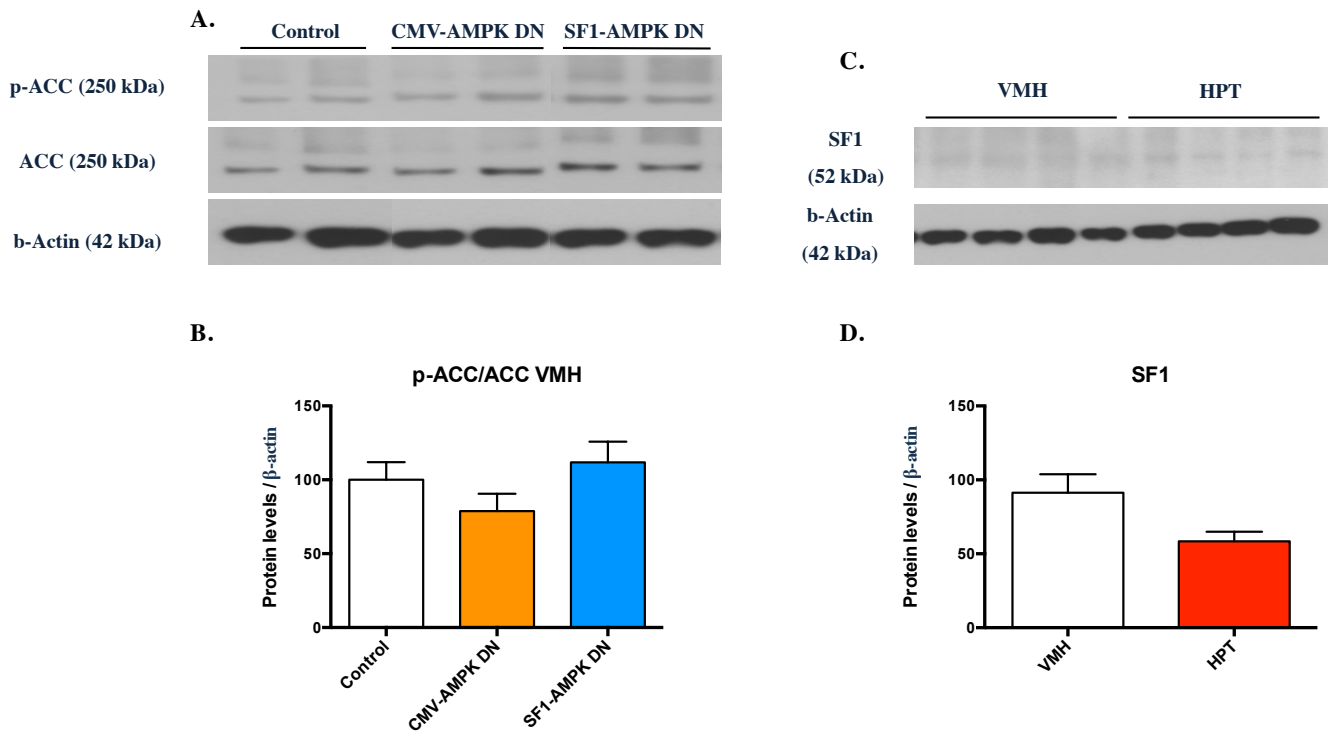 A.
Control CMV-AMPK DN SF1-AMPK DN
p-ACC (250 kDa)
ACC (250 kDa)
b-Actin (42 kDa)
C.
VMH HPT
SF1
(52 kDa)
b-Actin
(42 kDa)
B.
p-ACC/ACC VMH
Protein levels / β-actin
150
100
50
0
Control
CMV-AMPK DN
SF1-AMPK DN
D.
SF1
Protein levels / β-actin
150
100
50
0
VMH
HPT